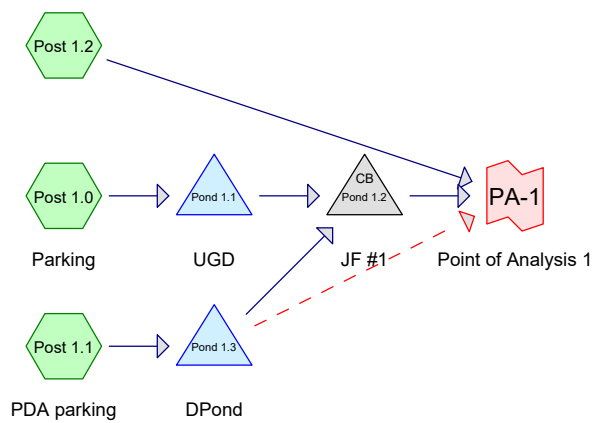 Post 1.2
Post 1.0
Parking
Pond 1.1
UGD
CB
Pond 1.2
JF #1
PA-1
Point of Analysis 1
Post 1.1
PDA parking
Pond 1.3
DPond